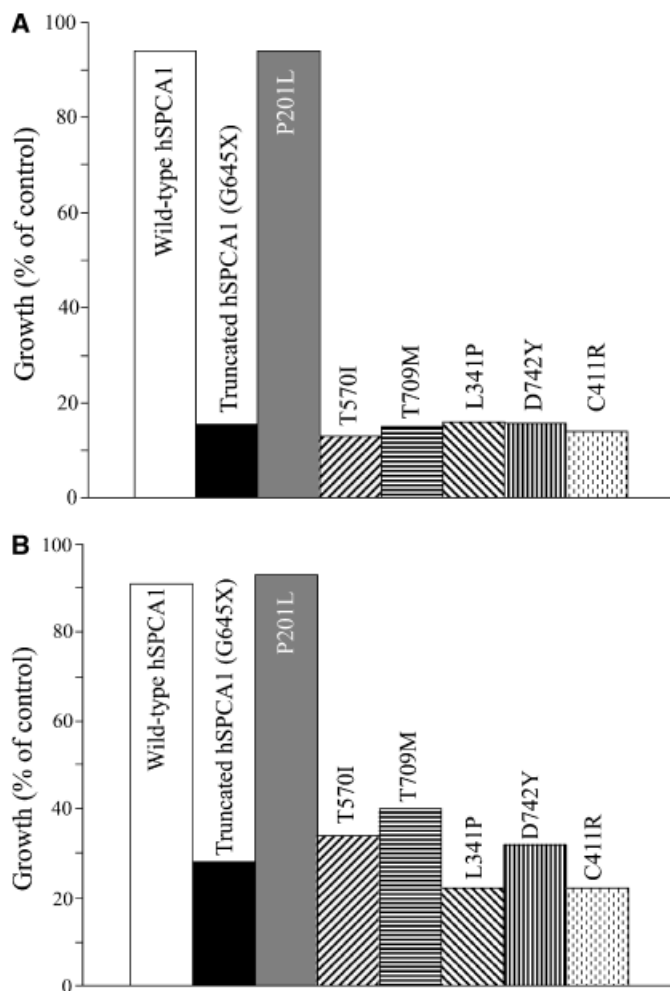 A
100
80
60
40
20
0
Growth (% of control)
Wild-type hSPCA1
Truncated hSPCA1 (G645X)
P201L
T570I
T709M
L341P
D742Y
C411R
B
100
80
60
40
20
0
Growth (% of control)
Wild-type hSPCA1
Truncated hSPCA1 (G645X)
P201L
T570I
T709M
L341P
D742Y
C411R